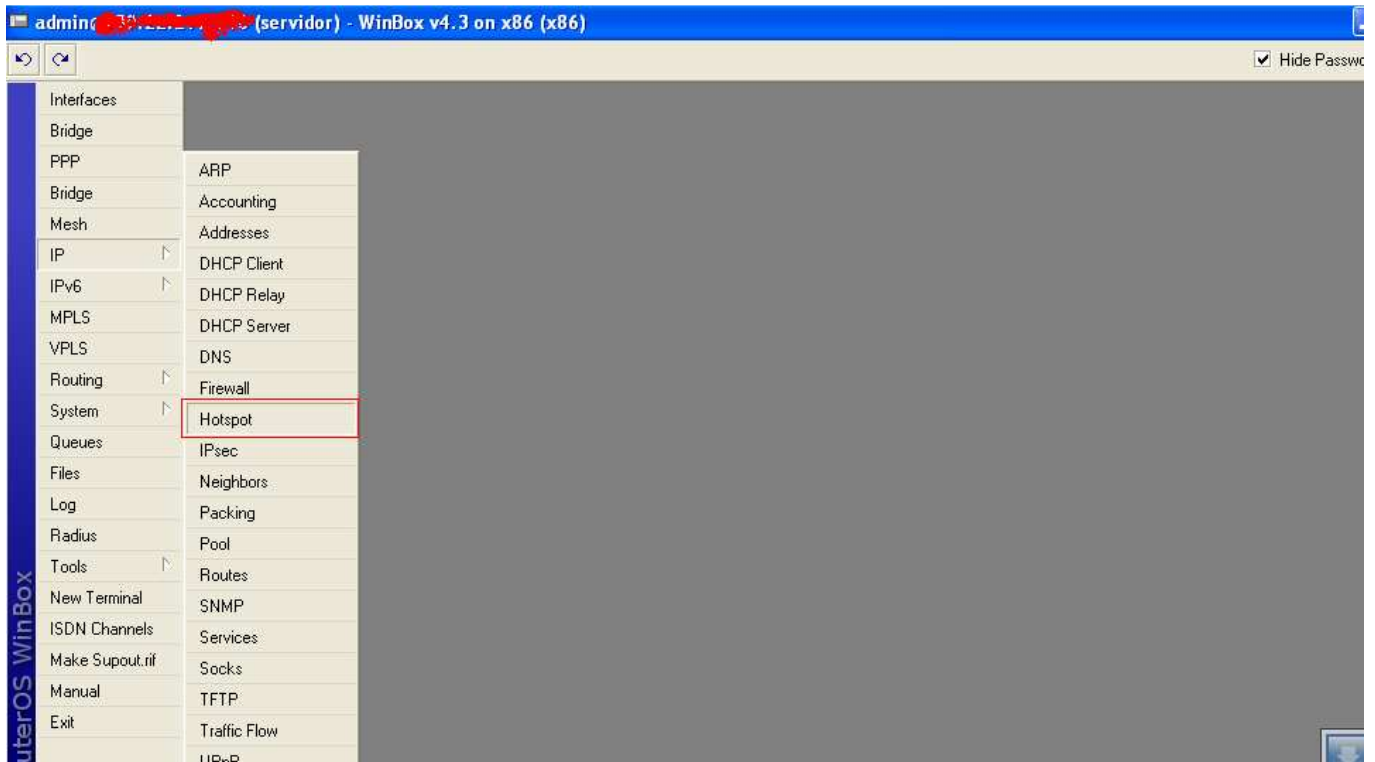 admin@ (servidor) - WinBox v4.3 on x86 (x86)
Hide Passwo
Interfaces
Bridge
PPP
Bridge
Mesh
IP
IPv6
MPLS
VPLS
Routing
System
Queues
Files
Log
Radius
Tools
New Terminal
ISDN Channels
Make Supout.rif
Manual
Exit
ARP
Accounting
Addresses
DHCP Client
DHCP Relay
DHCP Server
DNS
Firewall
Hotspot
IPsec
Neighbors
Packing
Pool
Routes
SNMP
Services
Socks
TFTP
Traffic Flow
UPnP
uterOS WinBox